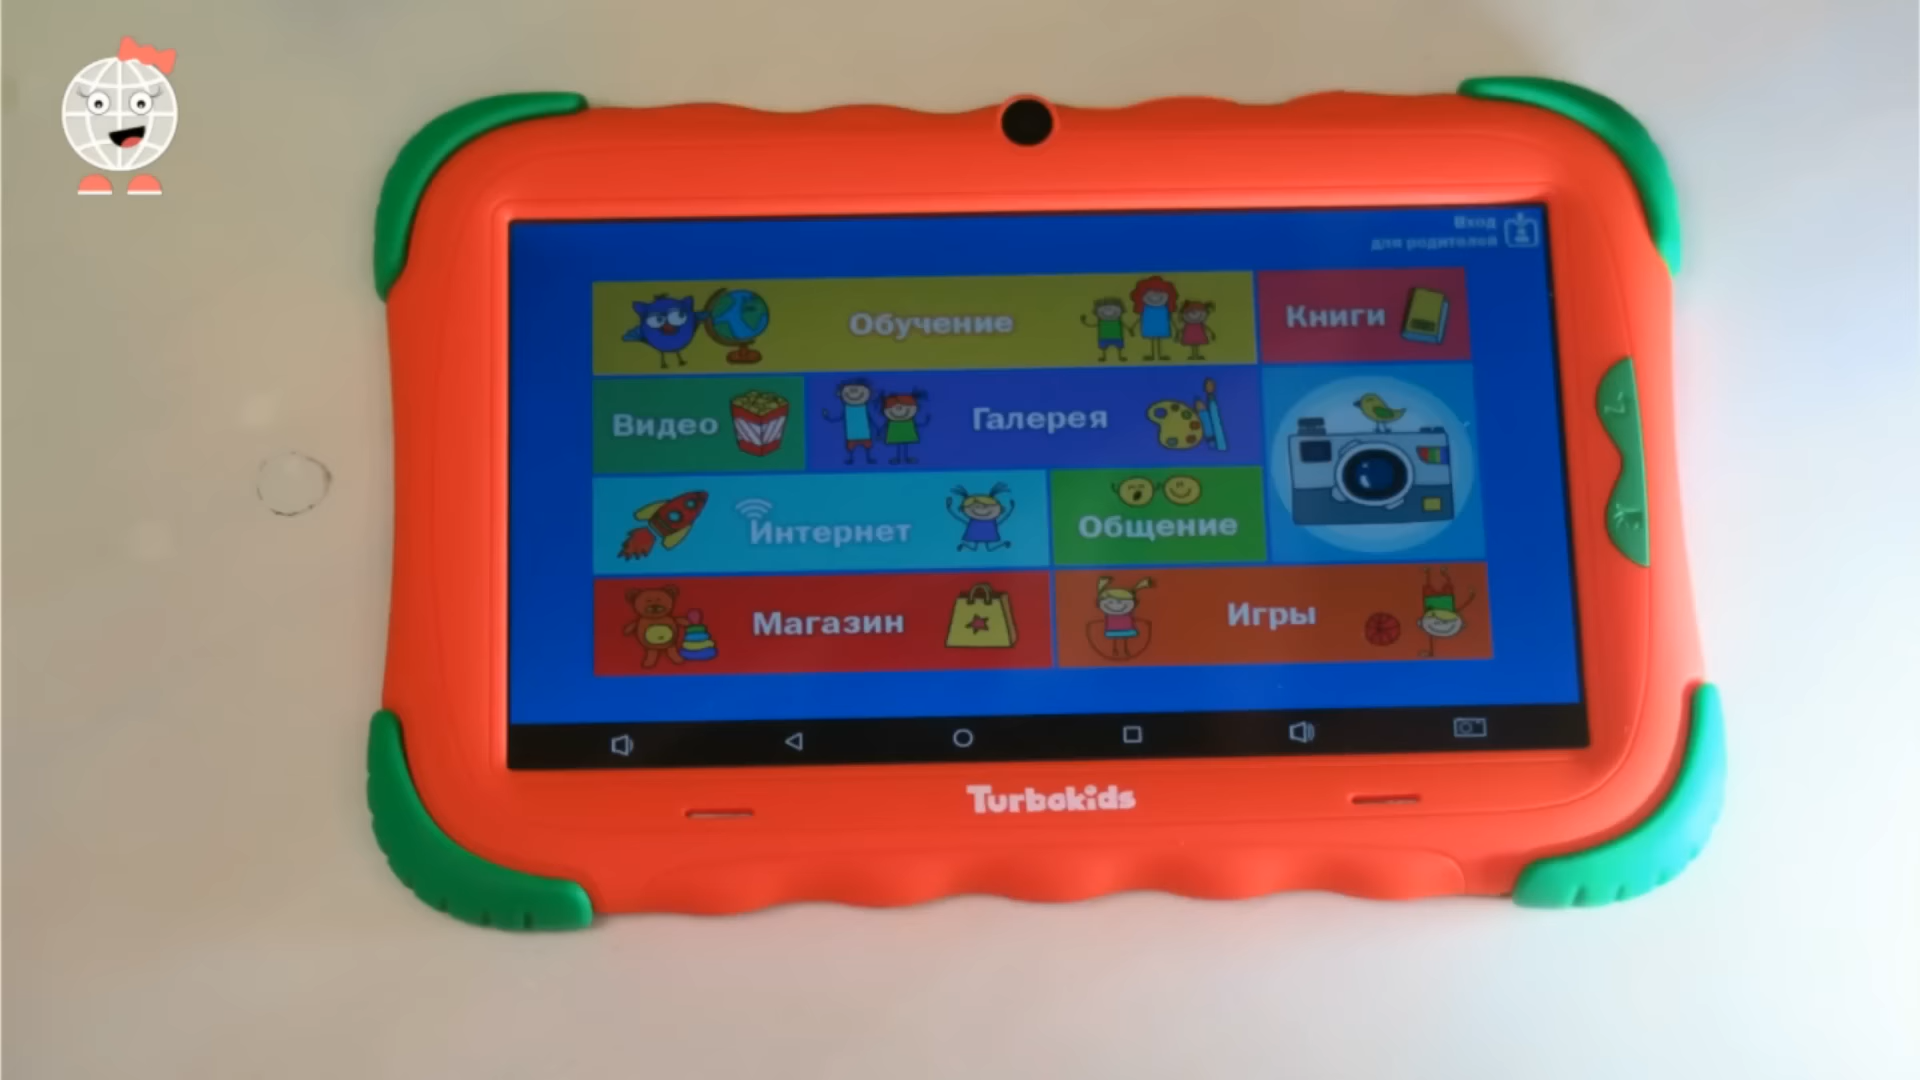 Вход
для родителей
Обучение
Книги
Видео
Галерея
Интернет
Общение
Магазин
Игры
Turbokids